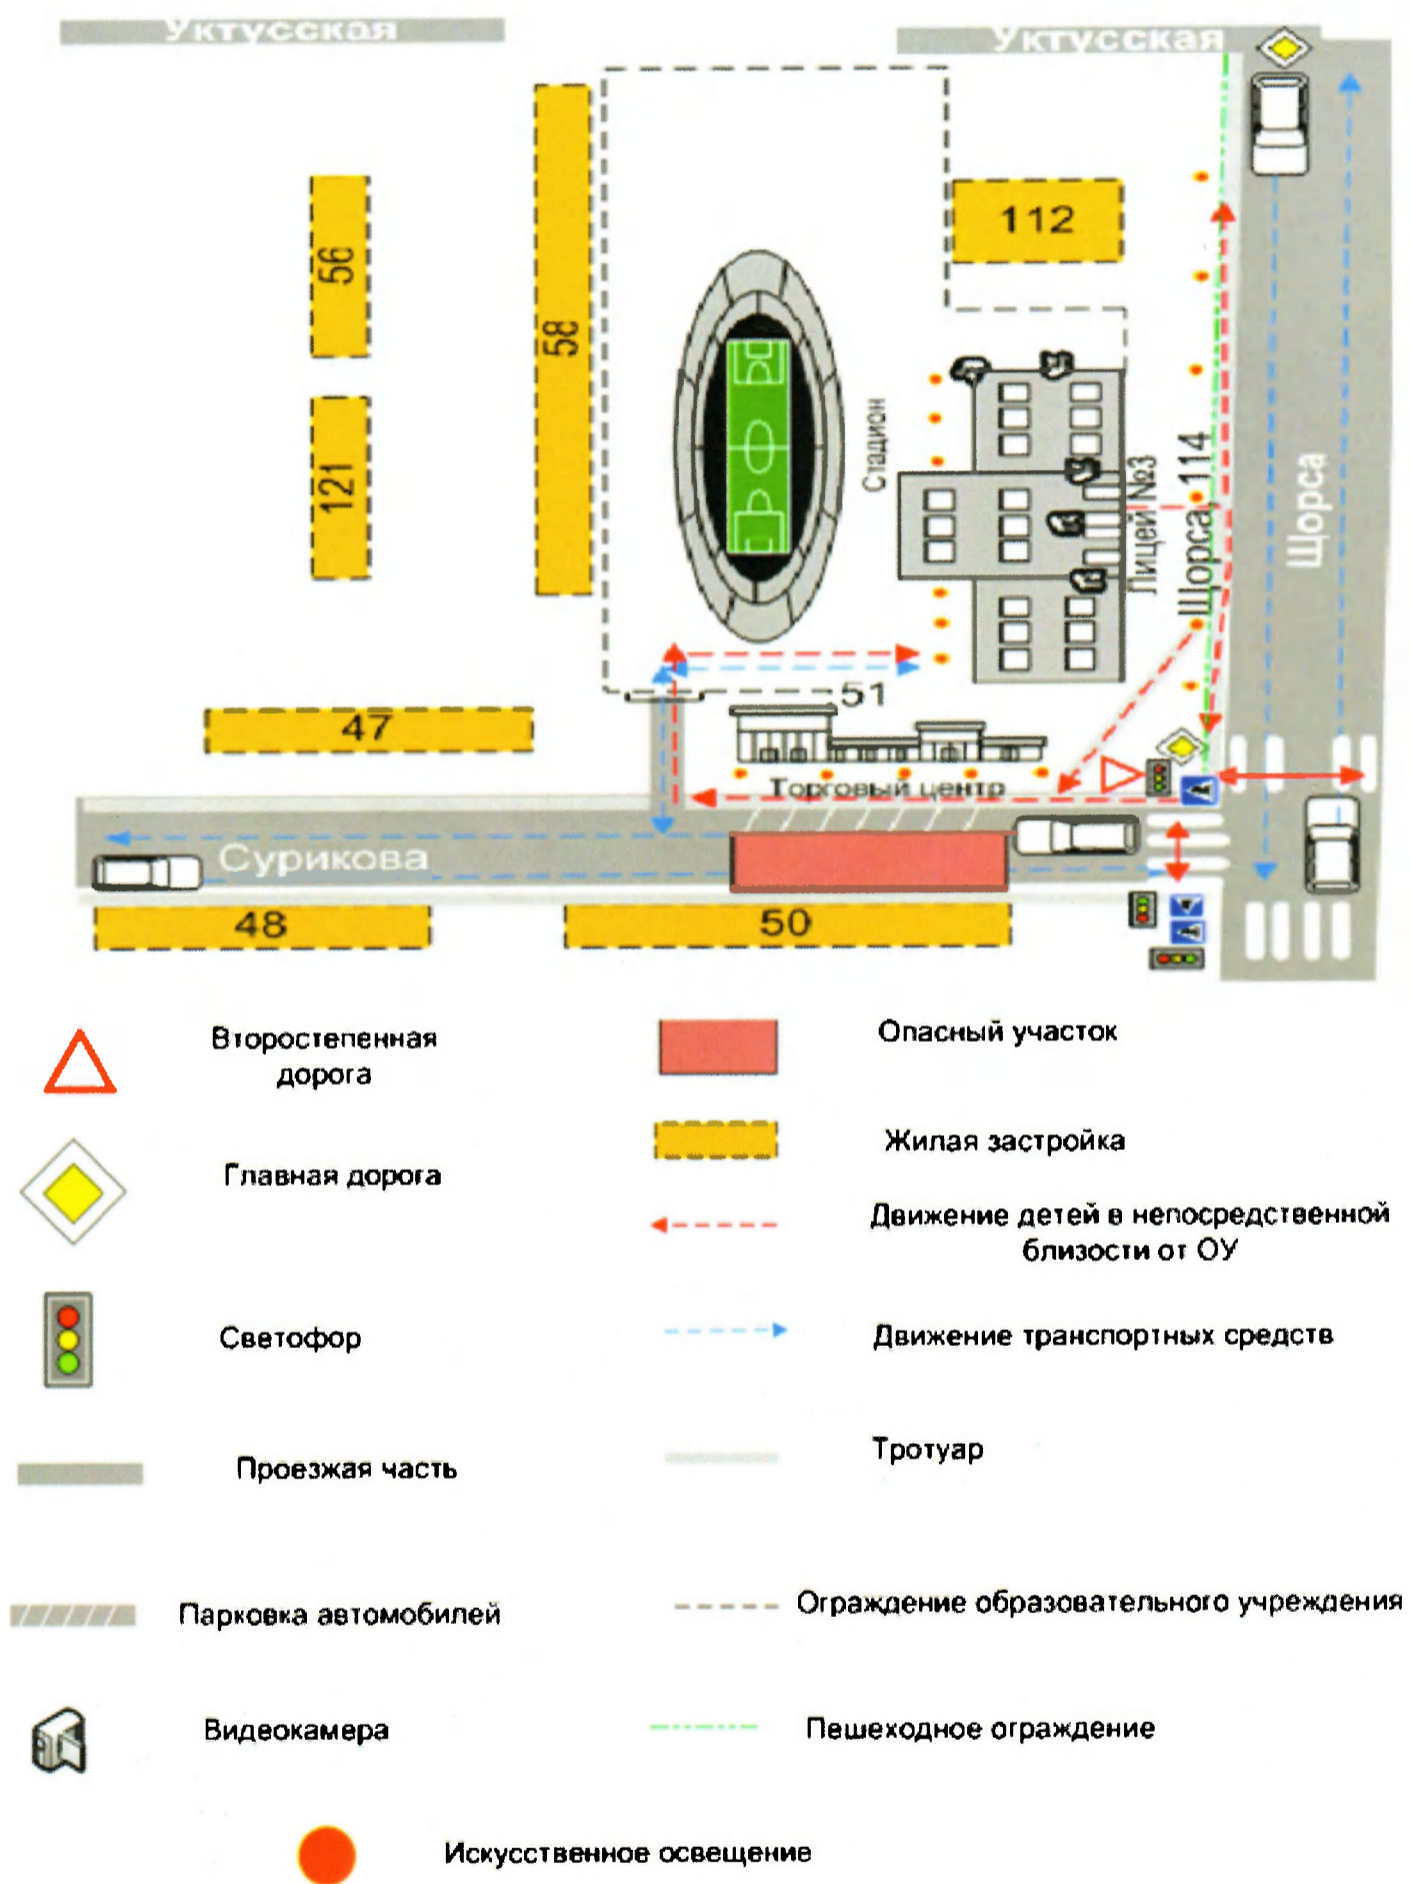 Уктусская
Уктусская
112
56
58
121
Стадион
Лицей №3
Щорса, 114
Щорса
51
47
Торговый центр
Сурикова
48
50
Второстепенная
дорога
Опасный участок
Главная дорога
Жилая застройка
Движение детей в непосредственной
близости от ОУ
Светофор
Движение транспортных средств
Проезжая часть
Тротуар
Парковка автомобилей
Ограждение образовательного учреждения
Видеокамера
Пешеходное ограждение
Искусственное освещение